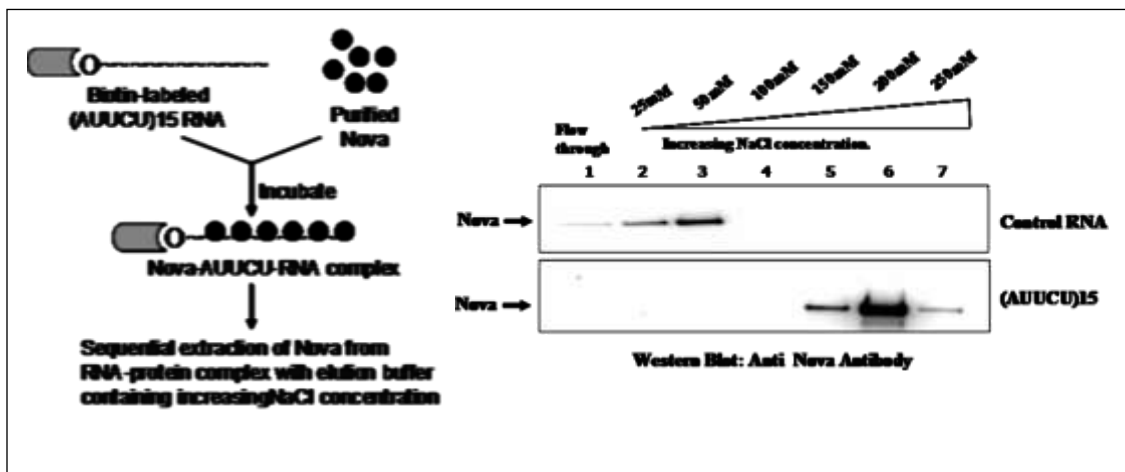 Biotin-labeled
(AUUCU)15 RNA
Purified
Nova
Incubate
Nova-AUUCU-RNA complex
Sequential extraction of Nova from
RNA-protein complex with elution buffer
containing increasingNaCl concentration
25mM 50mM 100mM 150mM 200mM 250mM
Flow
through
Increasing NaCl concentration.
1 2 3 4 5 6 7
Nova
Control RNA
Nova
(AUUCU)15
Western Blot: Anti Nova Antibody